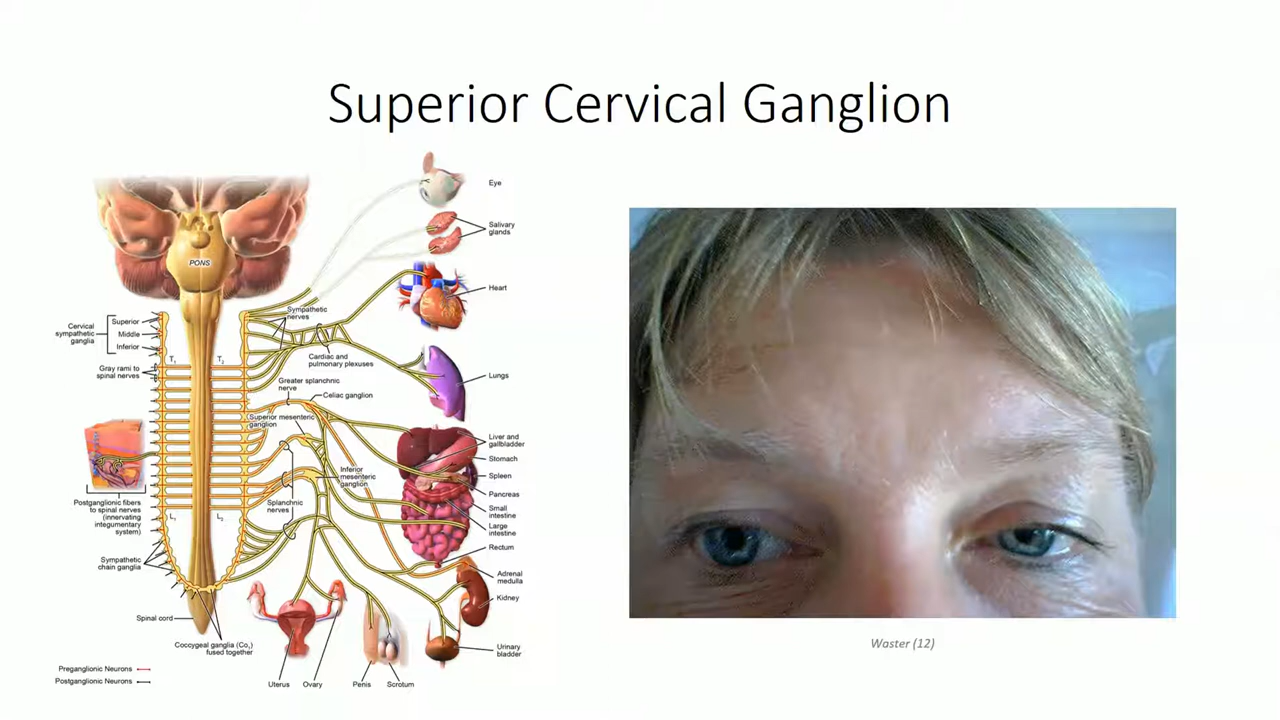 Superior Cervical Ganglion
Eye
Salivary
glands
PONS
Heart
Sympathetic
nerves
Cervical
sympathetic
ganglia
Superior
Middle
Inferior
T₁
T₂
Cardiac and
pulmonary plexuses
Gray rami to
spinal nerves
Lungs
Greater splanchnic
nerve
Celiac ganglion
Superior mesenteric
ganglion
Liver and
gallbladder
Stomach
Spleen
Inferior
mesenteric
ganglion
Pancreas
Postganglionic fibers
to spinal nerves
(innervating
integumentary
system)
Splanchnic
nerves
Small
intestine
L₁
L₂
Large
intestine
Rectum
Sympathetic
chain ganglia
Adrenal
medulla
Kidney
Spinal cord
Coccygeal ganglia (Co₁)
fused together
Urinary
bladder
Preganglionic Neurons
Postganglionic Neurons
Uterus
Ovary
Penis
Scrotum
Waster (12)